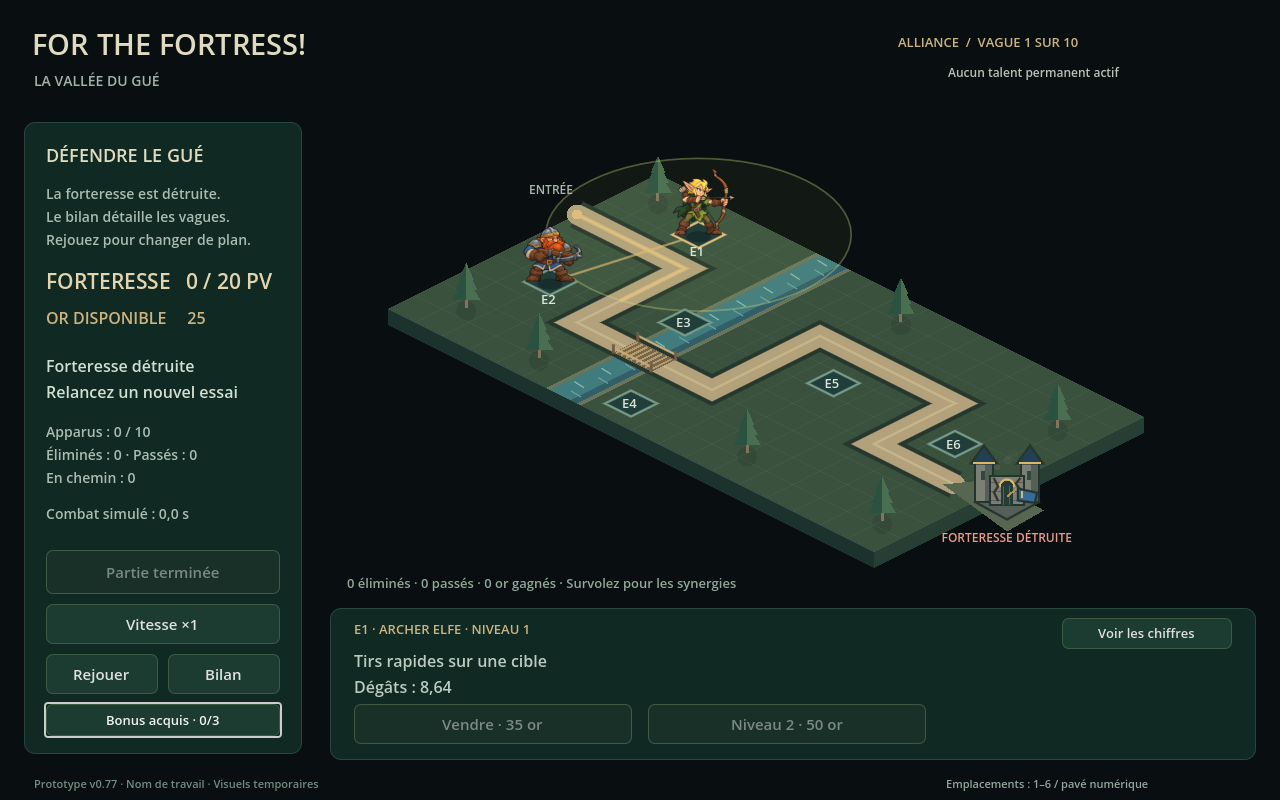 FOR THE FORTRESS!
LA VALLÉE DU GUÉ
ALLIANCE / VAGUE 1 SUR 10
Aucun talent permanent actif
DÉFENDRE LE GUÉ
La forteresse est détruite.
Le bilan détaille les vagues.
Rejouez pour changer de plan.
FORTERESSE 0 / 20 PV
OR DISPONIBLE 25
Forteresse détruite
Relancez un nouvel essai
Apparus : 0 / 10
Éliminés : 0 · Passés : 0
En chemin : 0
Combat simulé : 0,0 s
Partie terminée
Vitesse ×1
Rejouer
Bilan
Bonus acquis · 0/3
ENTRÉE
E1
E2
E3
E4
E5
E6
FORTERESSE DÉTRUITE
0 éliminés · 0 passés · 0 or gagnés · Survolez pour les synergies
E1 · ARCHER ELFE · NIVEAU 1
Voir les chiffres
Tirs rapides sur une cible
Dégâts : 8,64
Vendre · 35 or
Niveau 2 · 50 or
Prototype v0.77 · Nom de travail · Visuels temporaires
Emplacements : 1–6 / pavé numérique